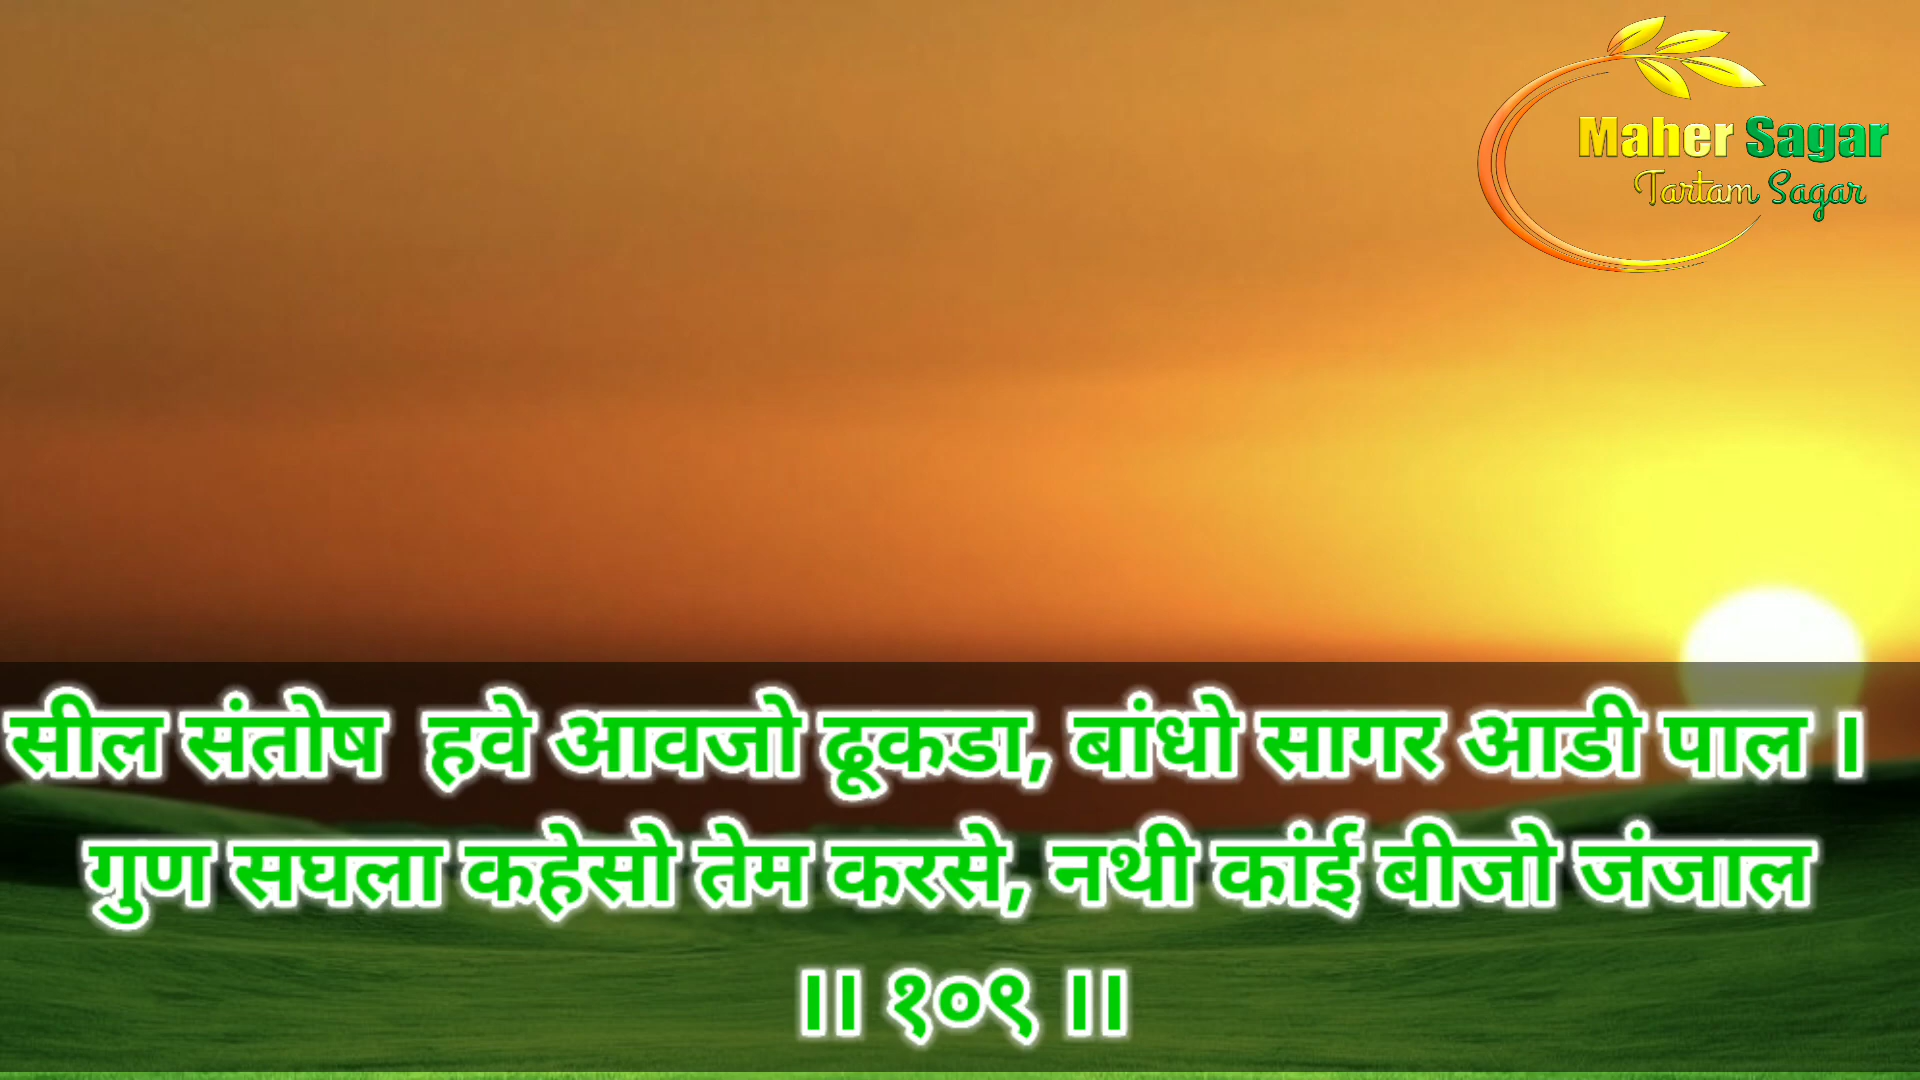 Maher Sagar
Tartam Sagar
सील संतोष हवे आवजो ढूकडा, बांधो सागर आडी पाल ।
गुण सघला कहेसो तेम करसे, नथी कांई बीजो जंजाल
।। १०९ ।।